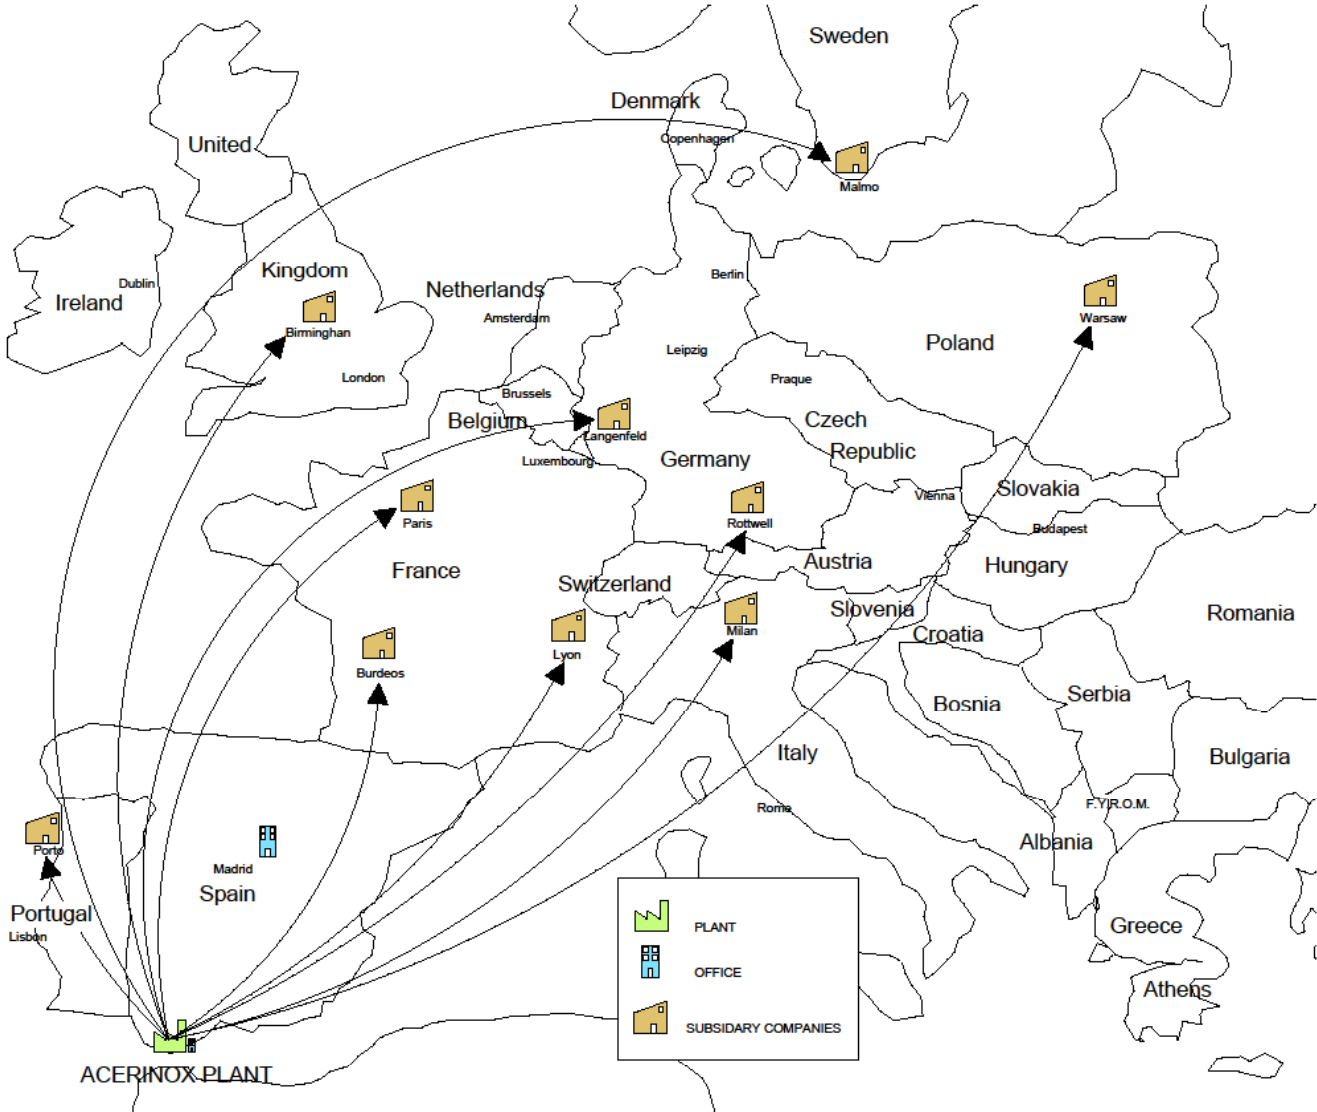 Sweden
Denmark
Copenhagen
United
Malmo
Kingdom
Dublin
Ireland
Birminghan
London
Netherlands
Amsterdam
Berlin
Warsaw
Poland
Leipzig
Praque
Brussels
Belgium
Langenfeld
Czech
Republic
Luxembourg
Germany
Slovakia
Vienna
Paris
Rottwell
Budapest
France
Austria
Hungary
Switzerland
Slovenia
Romania
Milan
Croatia
Lyon
Burdeos
Serbia
Bosnia
Italy
Bulgaria
Rome
F.Y.R.O.M.
Albania
Porto
Madrid
Spain
Portugal
Lisbon
Greece
Athens
PLANT
OFFICE
SUBSIDARY COMPANIES
ACERINOX PLANT